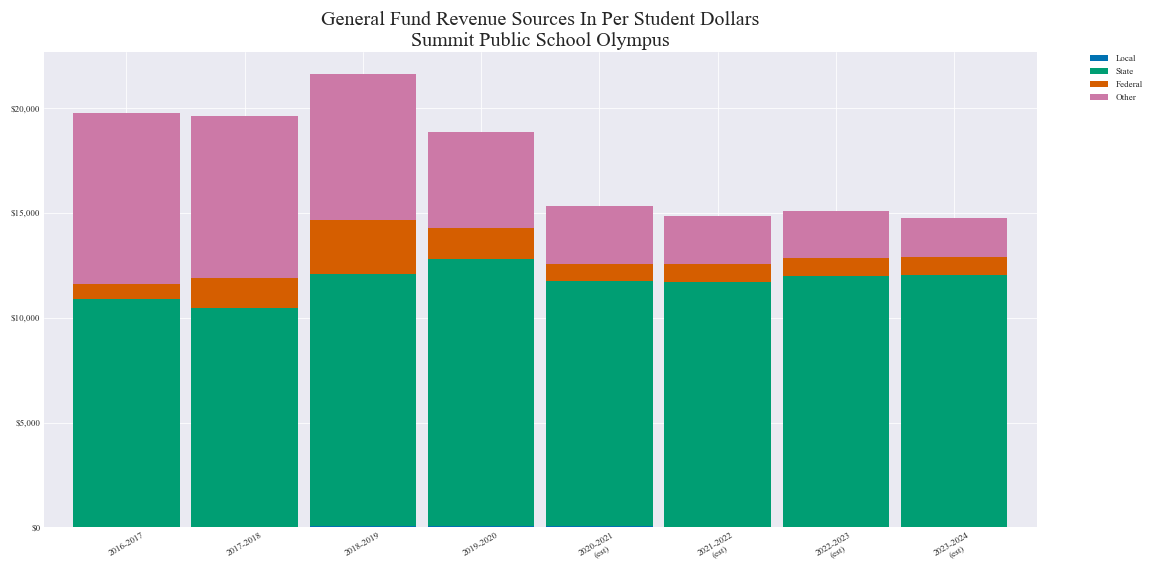 General Fund Revenue Sources In Per Student Dollars
Summit Public School Olympus
Local
State
Federal
Other
$20,000
$15,000
$10,000
$5,000
$0
2016-2017
2017-2018
2018-2019
2019-2020
2020-2021
(est)
2021-2022
(est)
2022-2023
(est)
2023-2024
(est)